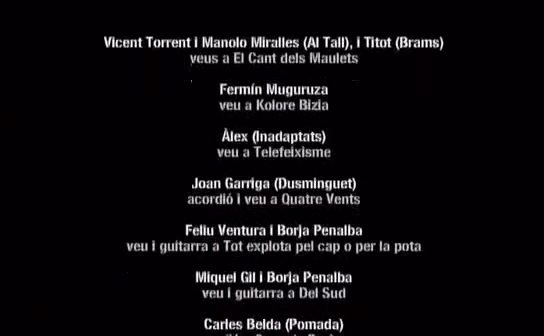 Vicent Torrent i Manolo Miralles (Al Tall), i Titot (Brams)
veus a El Cant dels Maulets
Fermín Muguruza
veu a Kolore Bizia
Àlex (Inadaptats)
veu a Telefeixisme
Joan Garriga (Dusminguet)
acordió i veu a Quatre Vents
Feliu Ventura i Borja Penalba
veu i guitarra a Tot explota pel cap o per la pota
Miquel Gil i Borja Penalba
veu i guitarra a Del Sud
Carles Belda (Pomada)